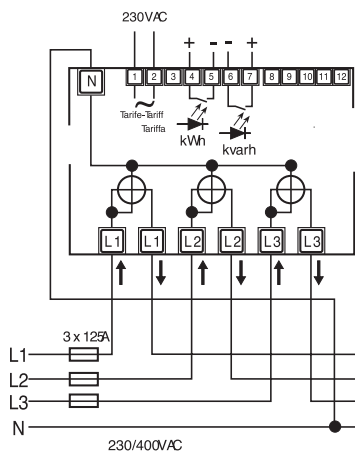 230VAC
+ - - +
N 1 2 3 4 5 6 7 8 9 10 11 12
Tarife-Tariff
Tariffa
kWh
kvarh
L1 L1 L2 L2 L3 L3
3 x 125A
L1
L2
L3
N
230/400VAC